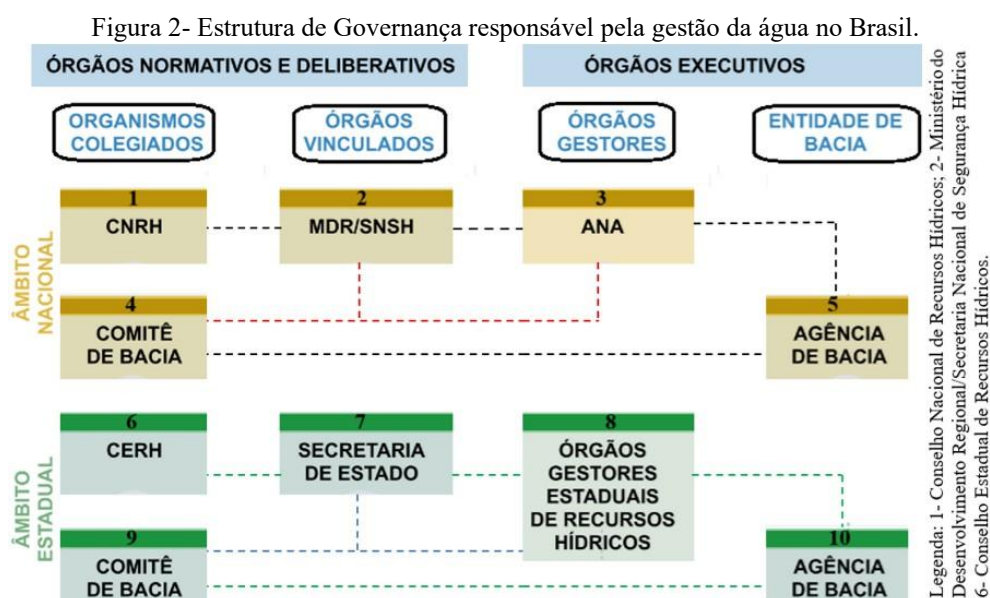 Figura 2- Estrutura de Governança responsável pela gestão da água no Brasil.
ÓRGÃOS NORMATIVOS E DELIBERATIVOS
ÓRGÃOS EXECUTIVOS
ORGANISMOS
COLEGIADOS
ÓRGÃOS
VINCULADOS
ÓRGÃOS
GESTORES
ENTIDADE DE
BACIA
ÂMBITO
NACIONAL
1
CNRH
2
MDR/SNSH
3
ANA
4
COMITÊ
DE BACIA
5
AGÊNCIA
DE BACIA
ÂMBITO
ESTADUAL
6
CERH
7
SECRETARIA
DE ESTADO
8
ÓRGÃOS
GESTORES
ESTADUAIS
DE RECURSOS
HÍDRICOS
9
COMITÊ
DE BACIA
10
AGÊNCIA
DE BACIA
Legenda: 1- Conselho Nacional de Recursos Hídricos; 2- Ministério do
Desenvolvimento Regional/Secretaria Nacional de Segurança Hídrica
6- Conselho Estadual de Recursos Hídricos.